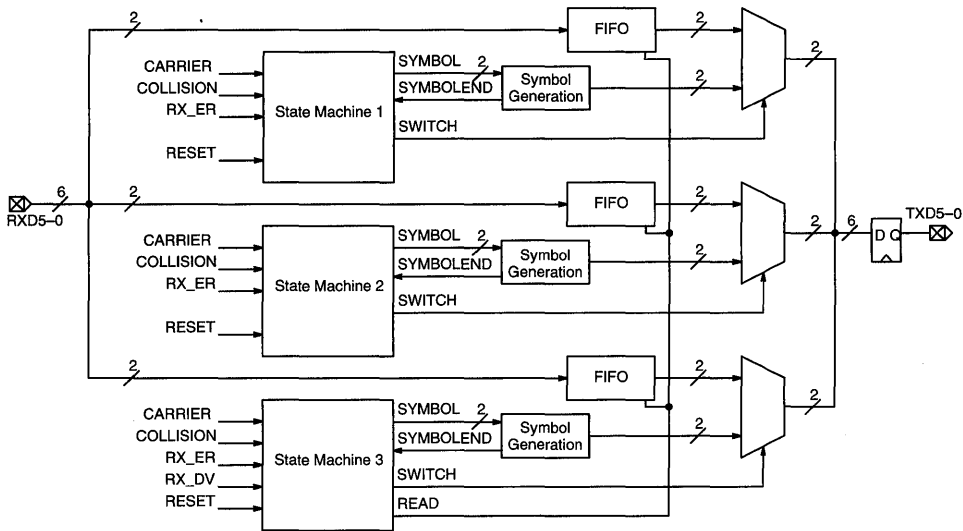 2
FIFO
2
CARRIER
COLLISION
RX_ER
RESET
State Machine 1
SYMBOL
2
SYMBOLEND
SWITCH
Symbol
Generation
2
2
6
RXD5-0
2
FIFO
2
CARRIER
COLLISION
RX_ER
RESET
State Machine 2
SYMBOL
2
SYMBOLEND
SWITCH
Symbol
Generation
2
2
6
D Q
TXD5-0
2
FIFO
2
CARRIER
COLLISION
RX_ER
RX_DV
RESET
State Machine 3
SYMBOL
2
SYMBOLEND
SWITCH
READ
Symbol
Generation
2
2